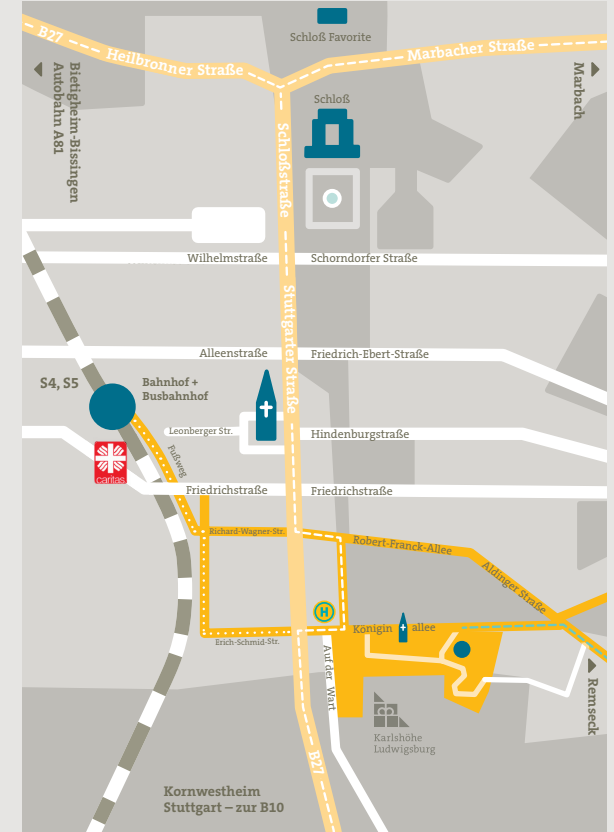 B27
Heilbronner Straße
Schloß Favorite
Marbacher Straße
Bietigheim-Bissingen
Autobahn A81
Marbach
Schloß
Schloßstraße
Wilhelmstraße
Schorndorfer Straße
Stuttgarter Straße
Alleenstraße
Friedrich-Ebert-Straße
S4, S5
Bahnhof +
Busbahnhof
Leonberger Str.
Hindenburgstraße
Fußweg
caritas
Friedrichstraße
Friedrichstraße
Richard-Wagner-Str.
Robert-Franck-Allee
Aldinger Straße
H
Königin
allee
Erich-Schmid-Str.
Auf der Wart
Remseck
Karlshöhe
Ludwigsburg
B27
Kornwestheim
Stuttgart – zur B10